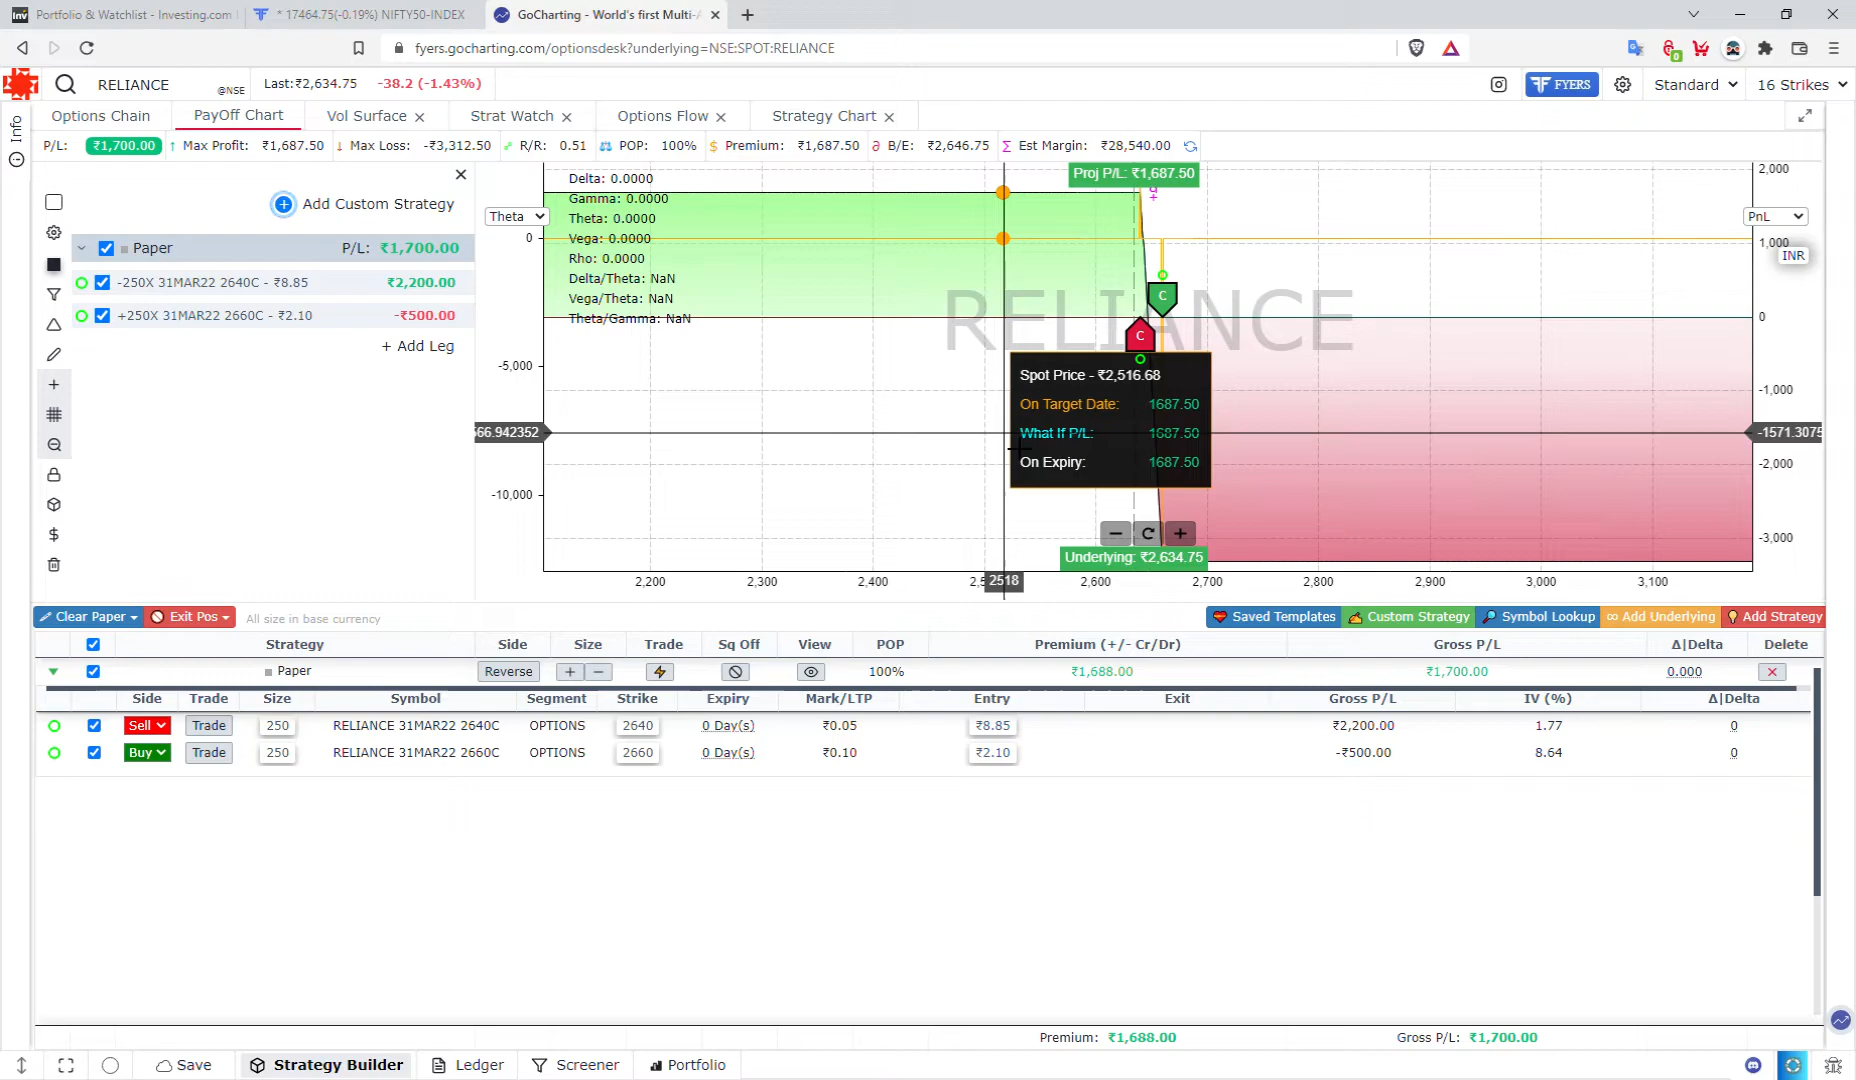 Portfolio & Watchlist - Investing.com
* 17464.75(-0.19%) NIFTY50-INDEX
GoCharting - World's first Multi-A
fyers.gocharting.com/optionsdesk?underlying=NSE:SPOT:RELIANCE
RELIANCE @NSE Last:₹2,634.75 -38.2 (-1.43%) FYERS Standard 16 Strikes
Info
Options Chain PayOff Chart Vol Surface Strat Watch Options Flow Strategy Chart
P/L: ₹1,700.00 Max Profit: ₹1,687.50 Max Loss: -₹3,312.50 R/R: 0.51 POP: 100% Premium: ₹1,687.50 B/E: ₹2,646.75 Est Margin: ₹28,540.00
Add Custom Strategy
Paper P/L: ₹1,700.00
-250X 31MAR22 2640C - ₹8.85 ₹2,200.00
+250X 31MAR22 2660C - ₹2.10 -₹500.00
+ Add Leg
Theta
0
-5,000
-10,000
Delta: 0.0000
Gamma: 0.0000
Theta: 0.0000
Vega: 0.0000
Rho: 0.0000
Delta/Theta: NaN
Vega/Theta: NaN
Theta/Gamma: NaN
Proj P/L: ₹1,687.50
RELIANCE
C
C
Spot Price - ₹2,516.68
On Target Date: 1687.50
What If P/L: 1687.50
On Expiry: 1687.50
Underlying: ₹2,634.75
PnL
INR
2,000
1,000
0
-1,000
-1571.3075
-2,000
-3,000
66.942352
2,200 2,300 2,400 2518 2,600 2,700 2,800 2,900 3,000 3,100
Clear Paper Exit Pos All size in base currency Saved Templates Custom Strategy Symbol Lookup Add Underlying Add Strategy
Strategy Side Size Trade Sq Off View POP Premium (+/- Cr/Dr) Gross P/L Δ|Delta Delete
Paper Reverse + − 100% ₹1,688.00 ₹1,700.00 0.000
Side Trade Size Symbol Segment Strike Expiry Mark/LTP Entry Exit Gross P/L IV (%) Δ|Delta
Sell Trade 250 RELIANCE 31MAR22 2640C OPTIONS 2640 0 Day(s) ₹0.05 ₹8.85 ₹2,200.00 1.77 0
Buy Trade 250 RELIANCE 31MAR22 2660C OPTIONS 2660 0 Day(s) ₹0.10 ₹2.10 -₹500.00 8.64 0
Premium: ₹1,688.00 Gross P/L: ₹1,700.00
Save Strategy Builder Ledger Screener Portfolio